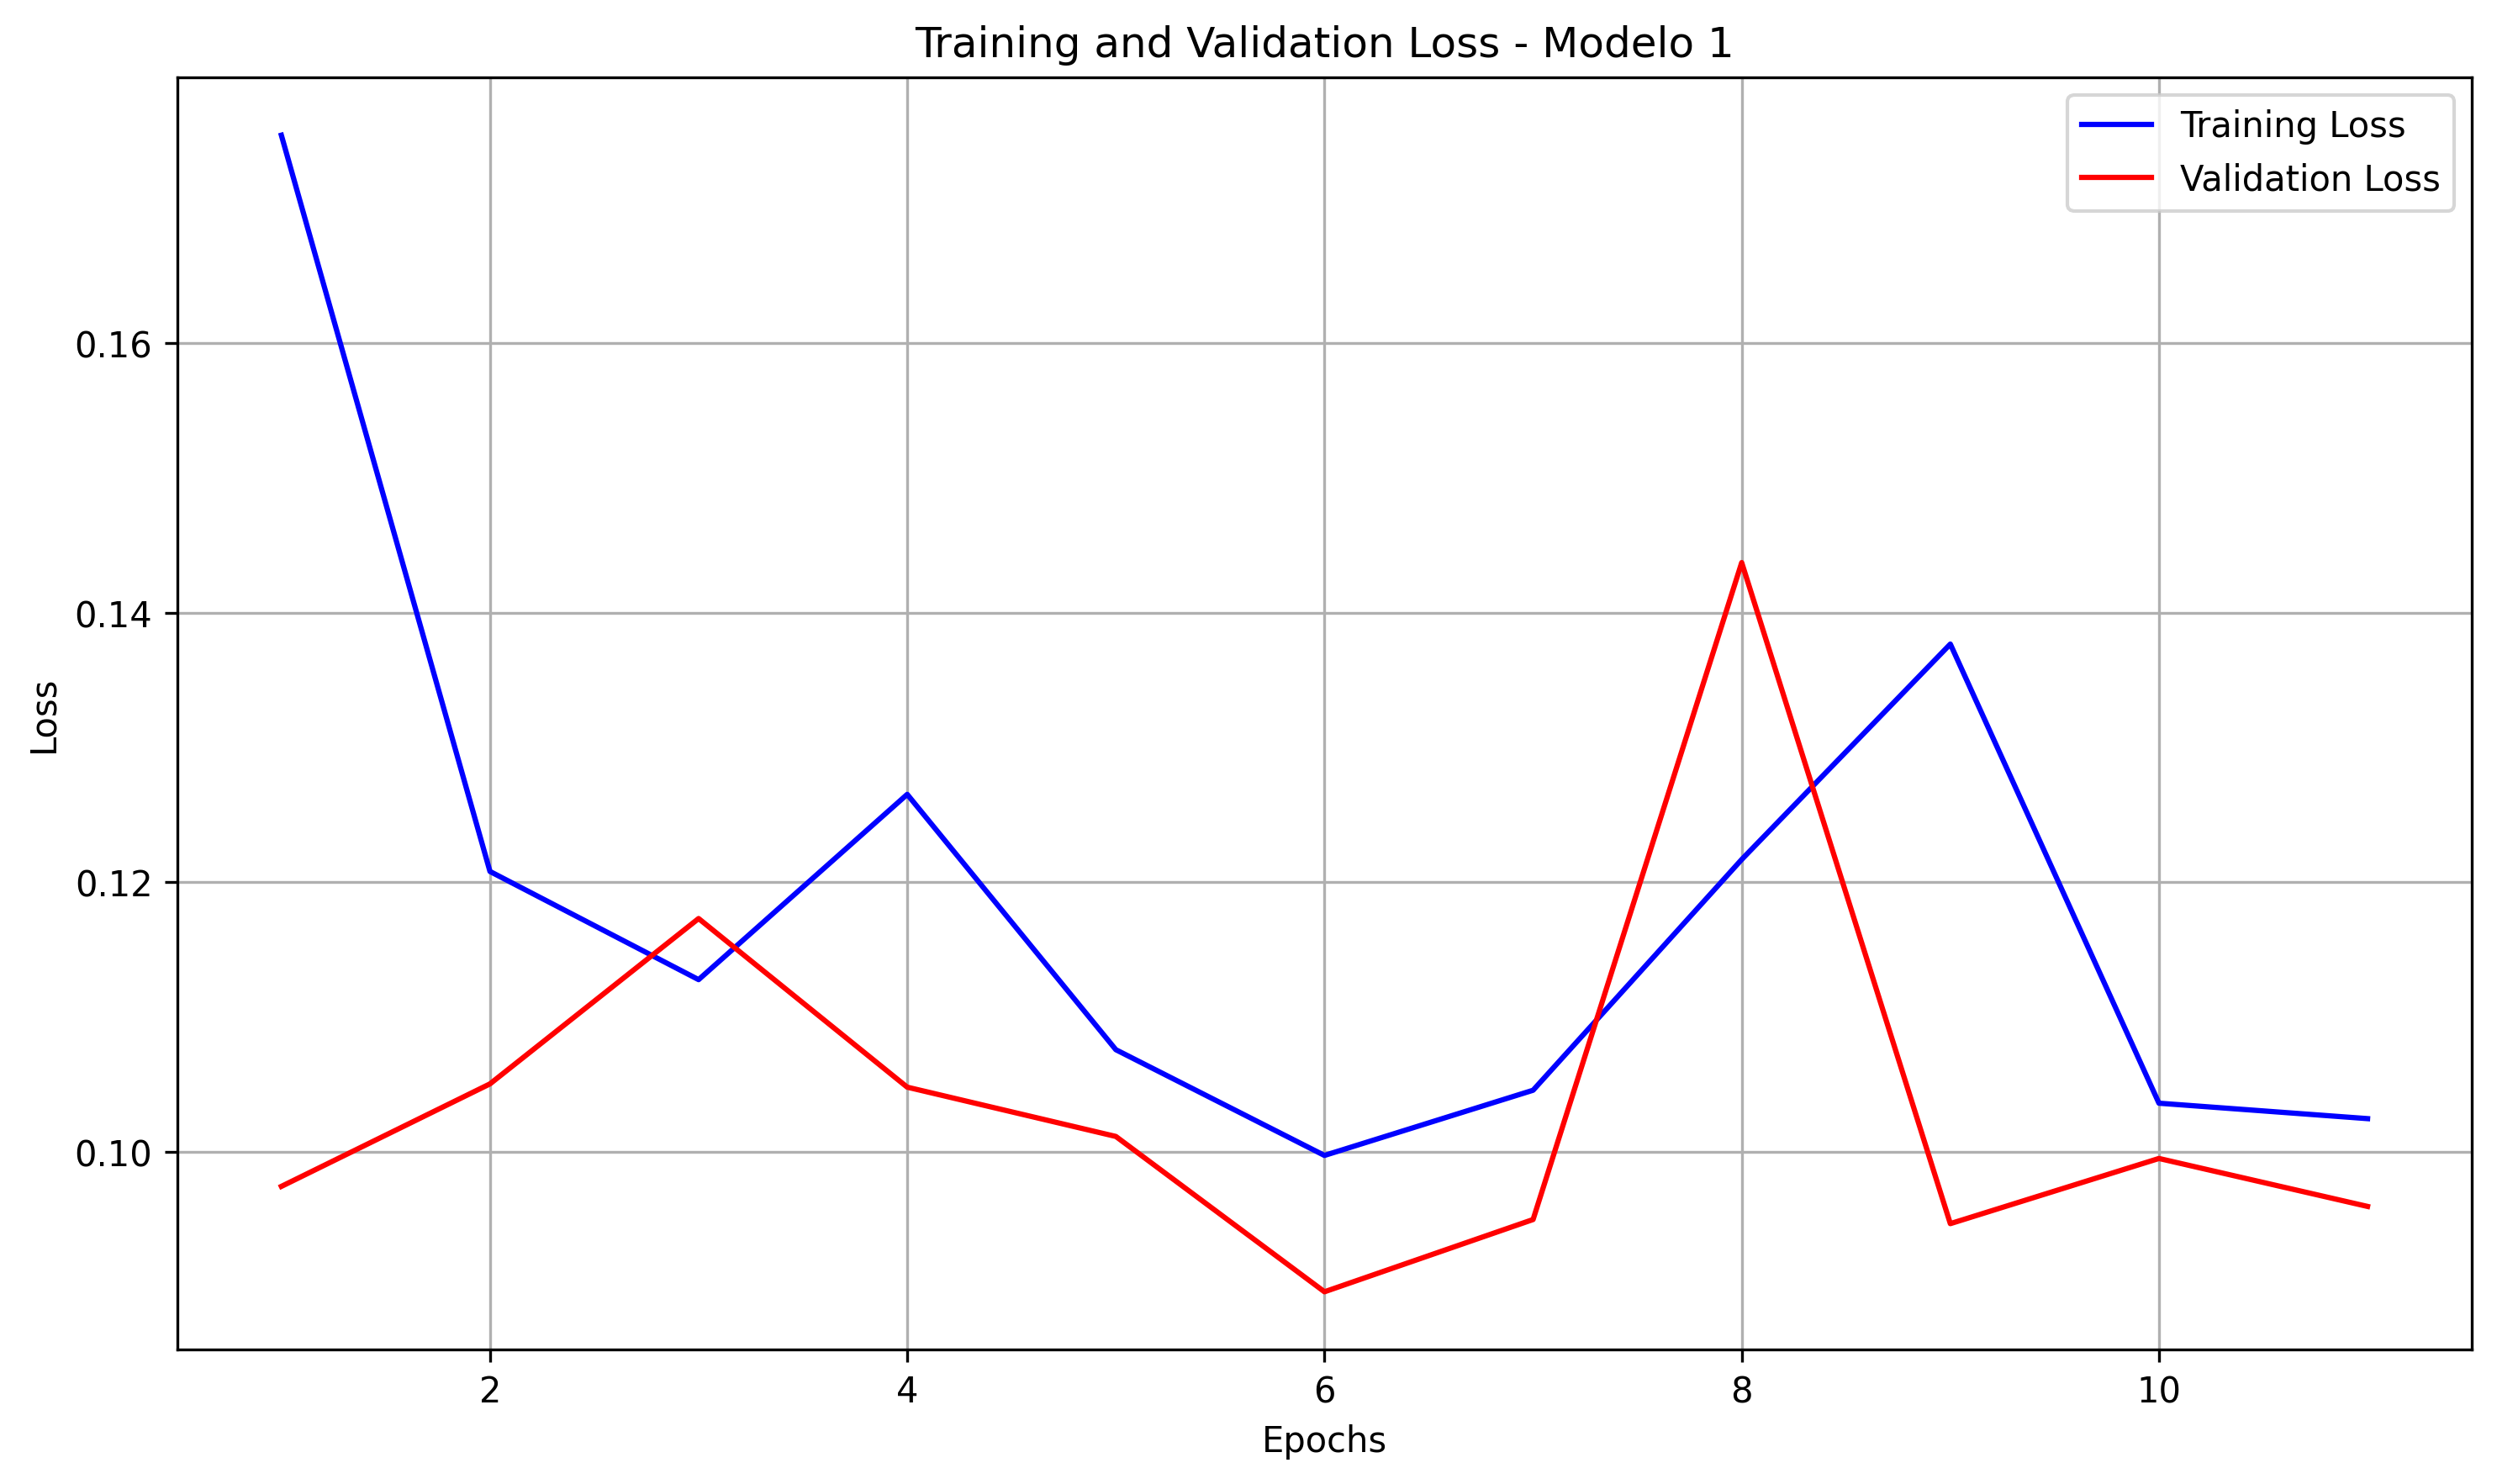 Training and Validation Loss - Modelo 1
Training Loss
Validation Loss
0.16
0.14
0.12
0.10
Loss
2 4 6 8 10
Epochs